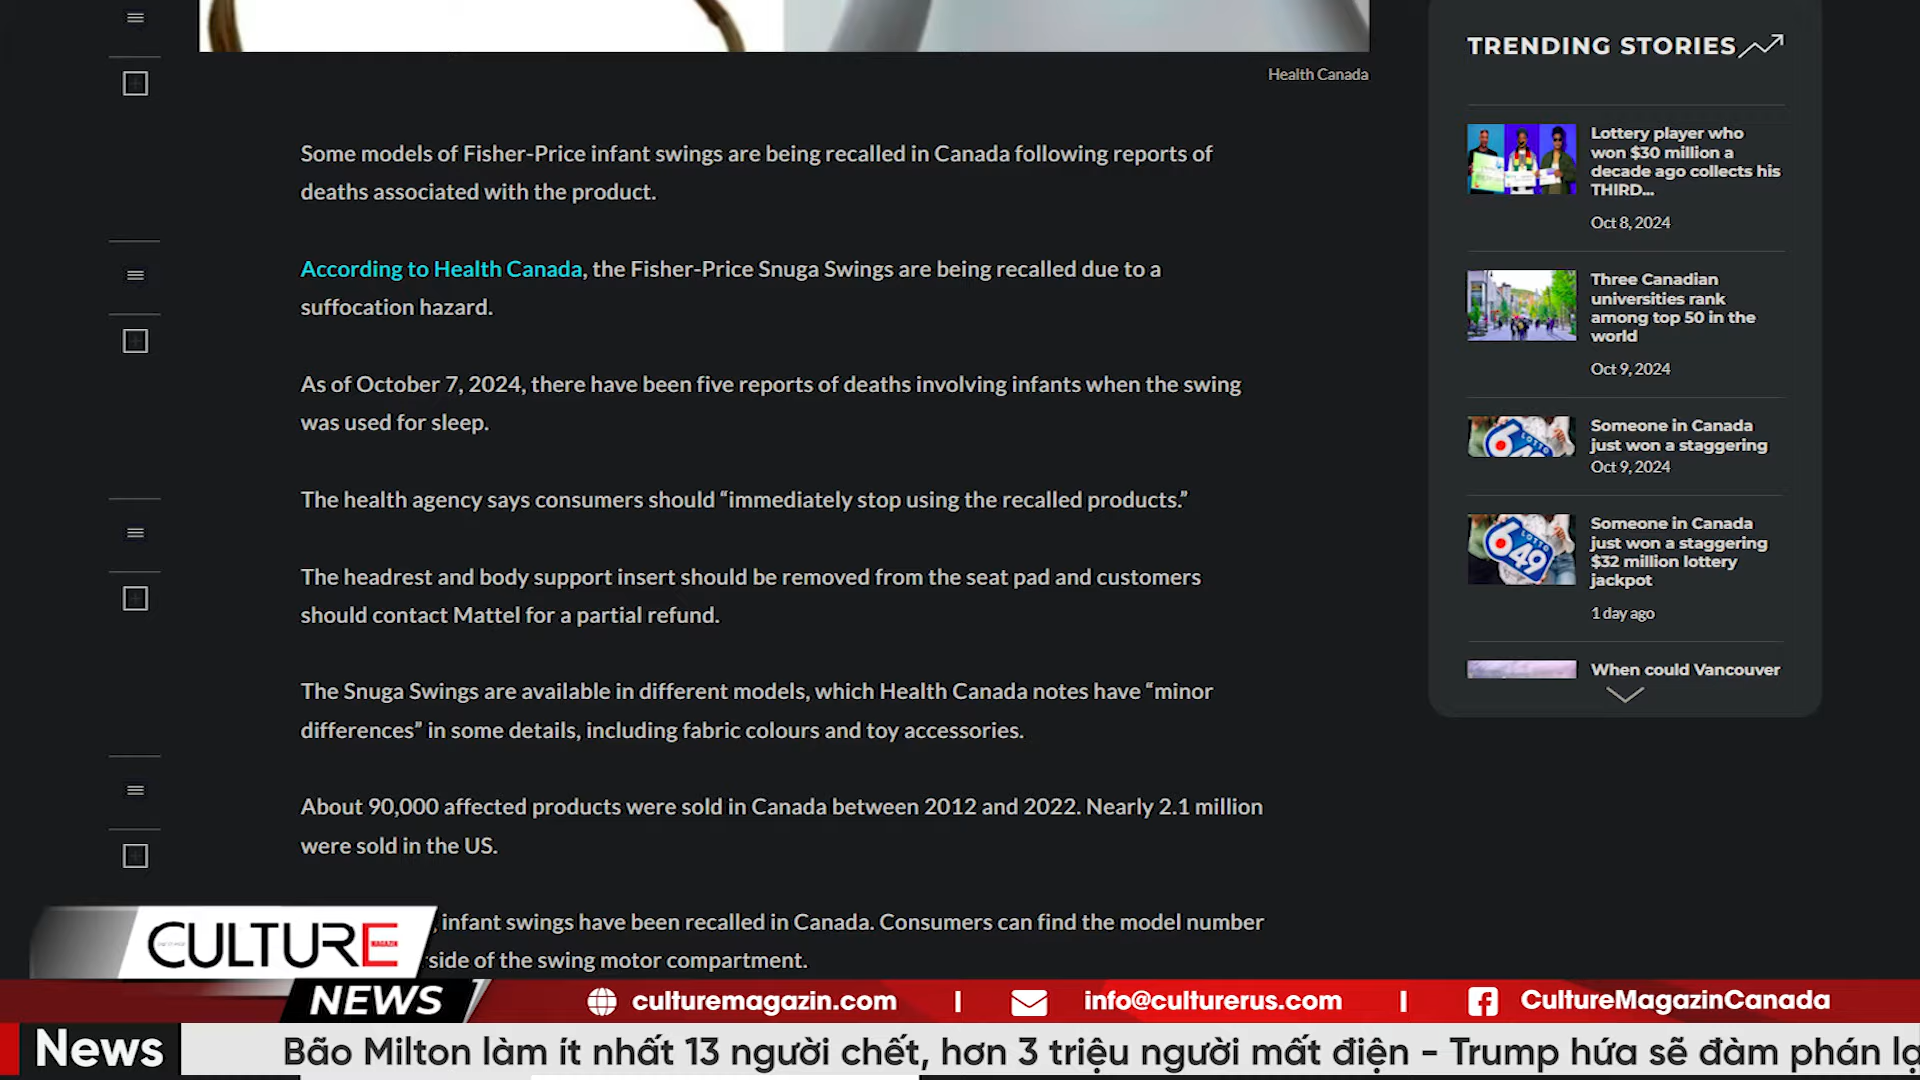 Health Canada
Some models of Fisher-Price infant swings are being recalled in Canada following reports of
deaths associated with the product.
According to Health Canada, the Fisher-Price Snuga Swings are being recalled due to a
suffocation hazard.
As of October 7, 2024, there have been five reports of deaths involving infants when the swing
was used for sleep.
The health agency says consumers should “immediately stop using the recalled products.”
The headrest and body support insert should be removed from the seat pad and customers
should contact Mattel for a partial refund.
The Snuga Swings are available in different models, which Health Canada notes have “minor
differences” in some details, including fabric colours and toy accessories.
About 90,000 affected products were sold in Canada between 2012 and 2022. Nearly 2.1 million
were sold in the US.
infant swings have been recalled in Canada. Consumers can find the model number
side of the swing motor compartment.
TRENDING STORIES
Lottery player who
won $30 million a
decade ago collects his
THIRD...
Oct 8, 2024
Three Canadian
universities rank
among top 50 in the
world
Oct 9, 2024
LOTTO
6
Someone in Canada
just won a staggering
Oct 9, 2024
LOTTO
649
Someone in Canada
just won a staggering
$32 million lottery
jackpot
1 day ago
When could Vancouver
CULTURE
MAGAZIN
NEWS
culturemagazin.com | info@culturerus.com | CultureMagazinCanada
News
Bão Milton làm ít nhất 13 người chết, hơn 3 triệu người mất điện - Trump hứa sẽ đàm phán lạ